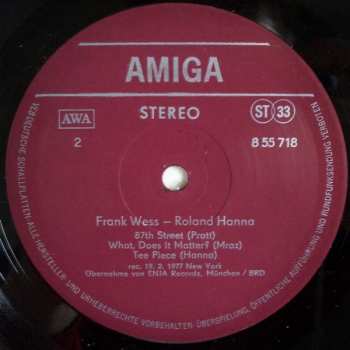 AMIGA
STEREO
ST 33
AWA
2
8 55 718
Frank Wess – Roland Hanna
87th Street (Pratt)
What, Does It Matter? (Mraz)
Tee Piece (Hanna)
rec. 19. 2. 1977 New York
Übernahme von ENJA Records, München / BRD
VEB DEUTSCHE SCHALLPLATTEN · ALLE HERSTELLER- UND URHEBERRECHTE VORBEHALTEN · ÜBERSPIELUNG, ÖFFENTLICHE AUFFÜHRUNG UND RUNDFUNKSENDUNG VERBOTEN